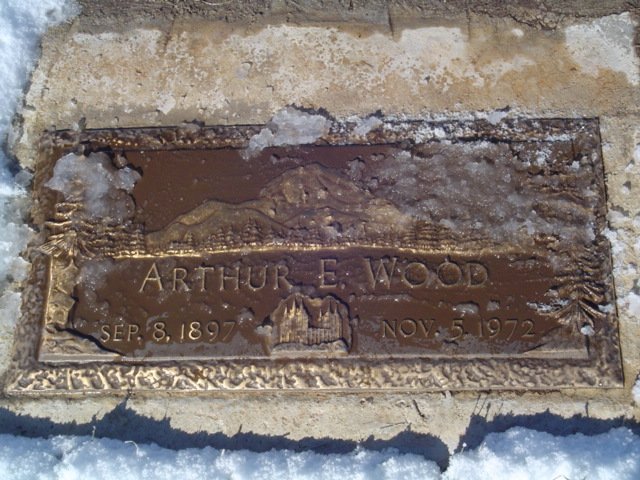 ARTHUR E. WOOD
SEP. 8, 1897 NOV. 5, 1972